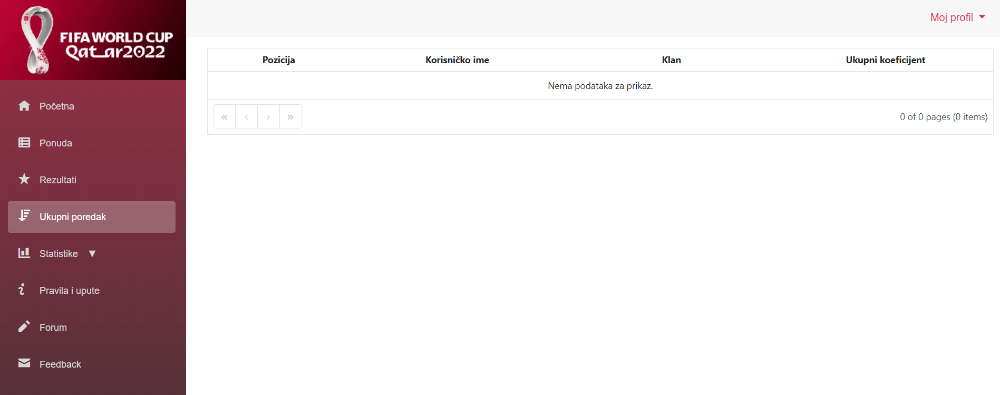 FIFA WORLD CUP
Qatar2022
Moj profil
Početna
Ponuda
Rezultati
Ukupni poredak
Statistike ▼
Pravila i upute
Forum
Feedback
Pozicija Korisničko ime Klan Ukupni koeficijent
Nema podataka za prikaz.
« ‹ › » 0 of 0 pages (0 items)